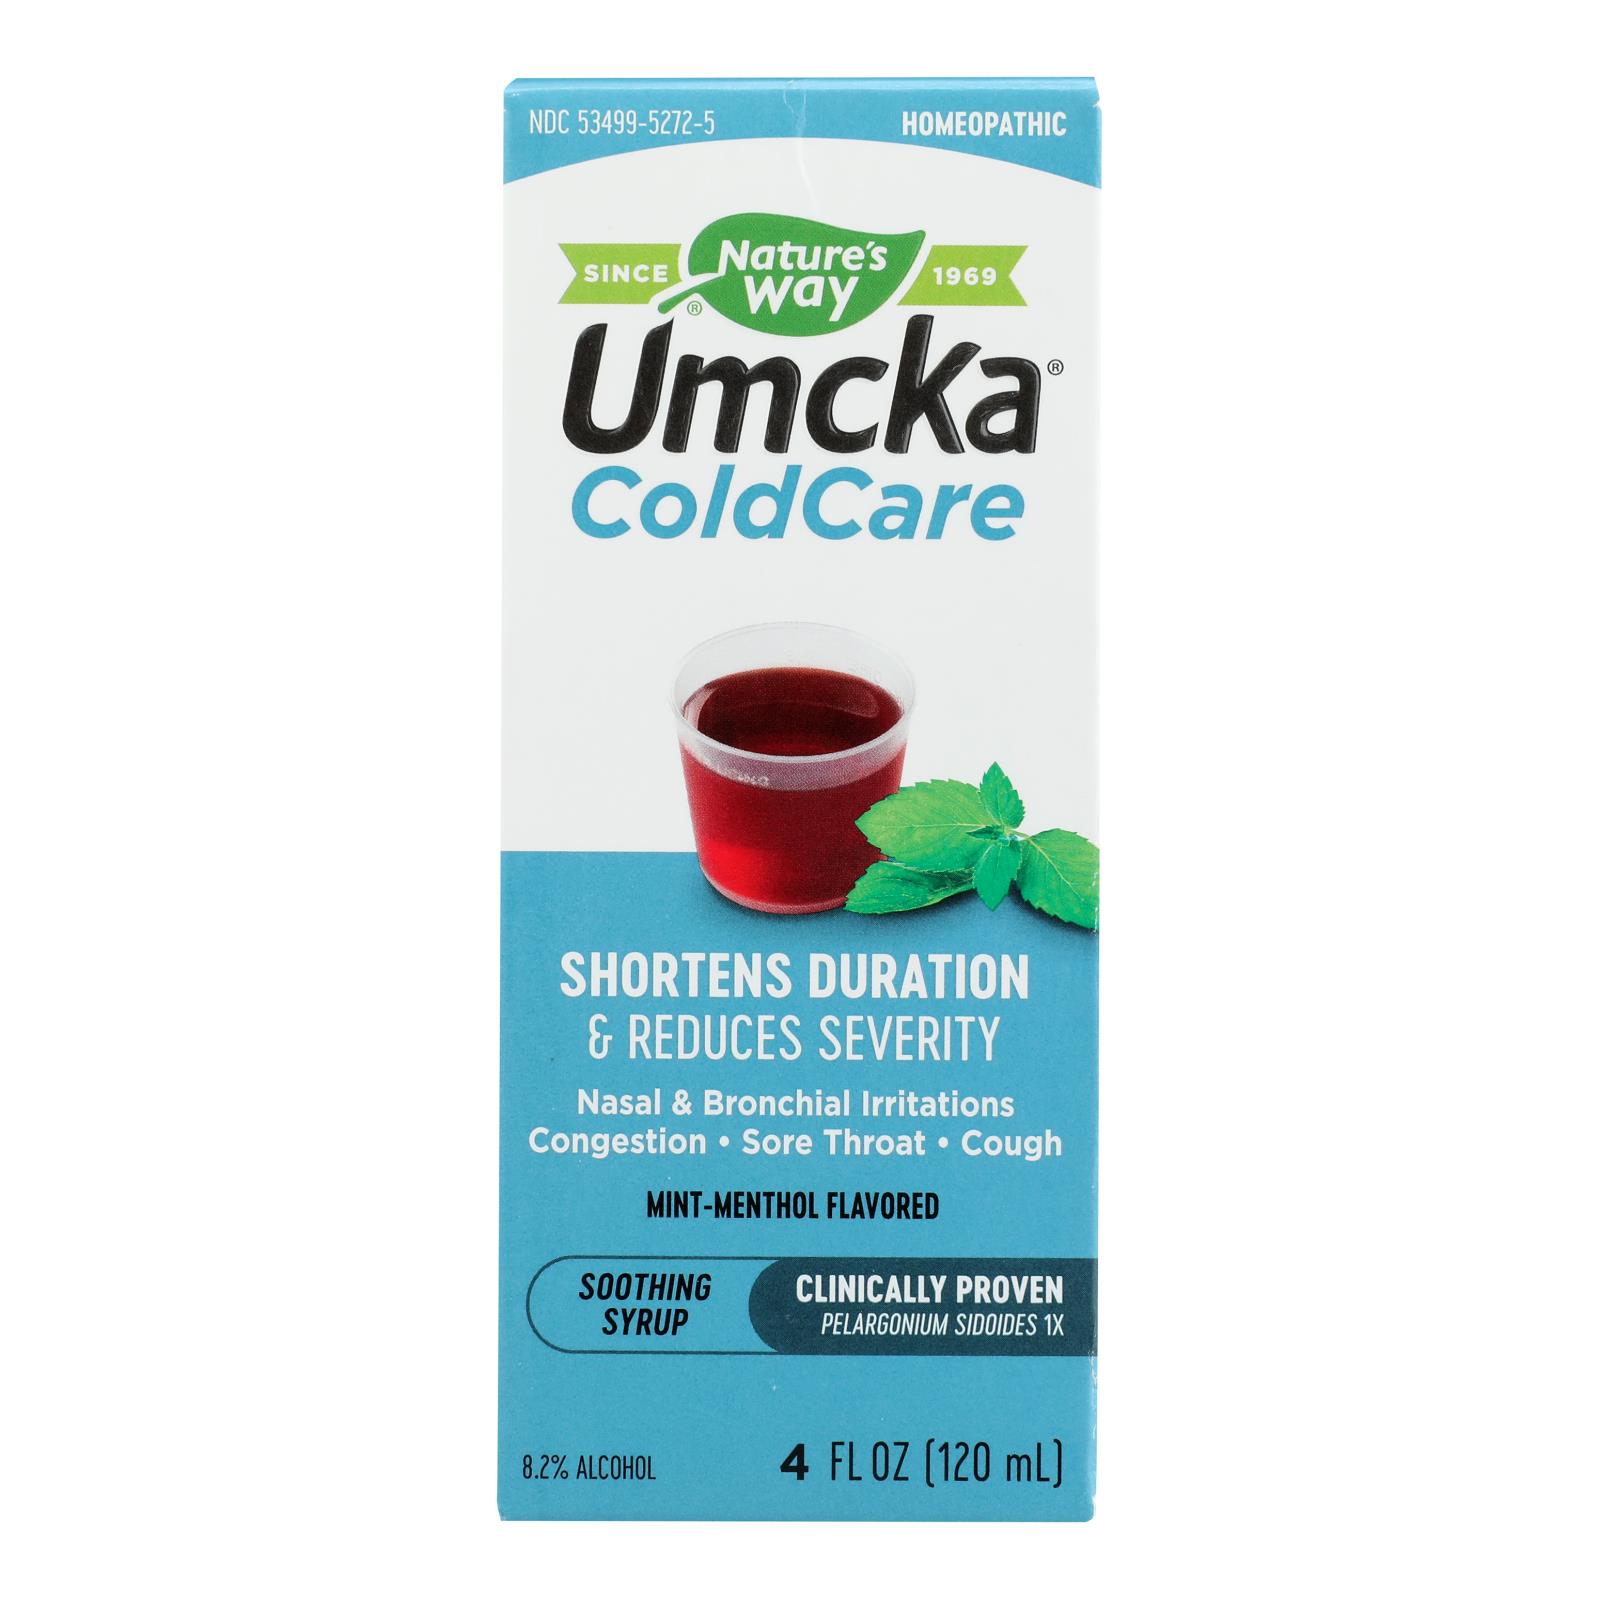 NDC 53499-5272-5 HOMEOPATHIC
SINCE Nature's Way® 1969
Umcka®
ColdCare
SHORTENS DURATION
& REDUCES SEVERITY
Nasal & Bronchial Irritations
Congestion • Sore Throat • Cough
MINT-MENTHOL FLAVORED
SOOTHING
SYRUP
CLINICALLY PROVEN
PELARGONIUM SIDOIDES 1X
8.2% ALCOHOL 4 FL OZ (120 mL)